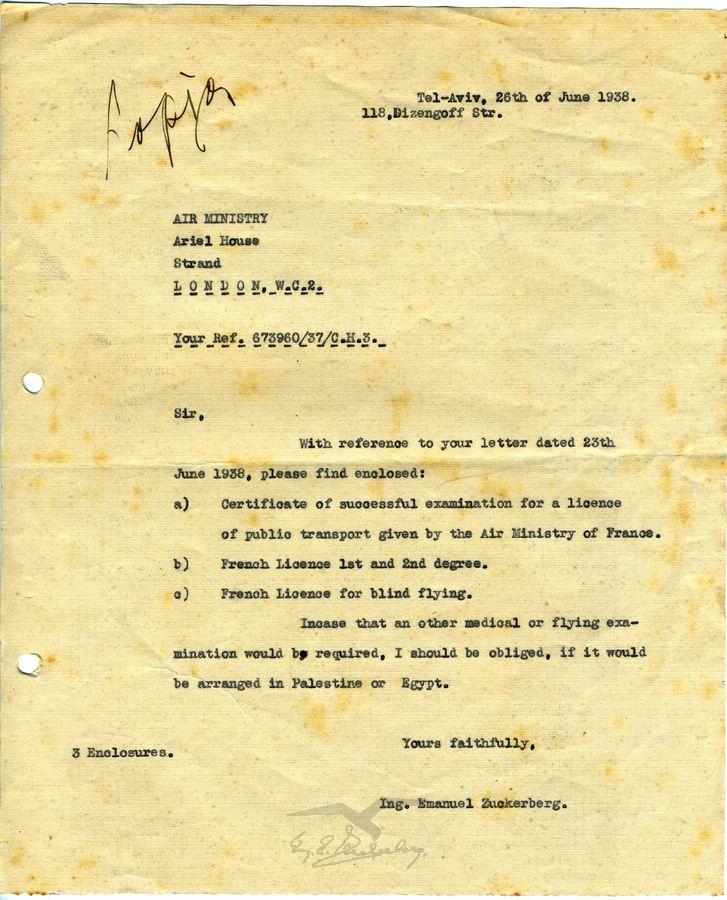 Kopja
Tel-Aviv, 26th of June 1938.
118,Dizengoff Str.
AIR MINISTRY
Ariel House
Strand
L O N D O N, W.C.2.
Your Ref. 673960/37/C.H.3.
Sir,
With reference to your letter dated 23th
June 1938, please find enclosed:
a) Certificate of successful examination for a licence
of public transport given by the Air Ministry of France.
b) French Licence 1st and 2nd degree.
c) French Licence for blind flying.
Incase that an other medical or flying exa-
mination would be required, I should be obliged, if it would
be arranged in Palestine or Egypt.
Yours faithfully,
3 Enclosures.
Ing. Emanuel Zuckerberg.